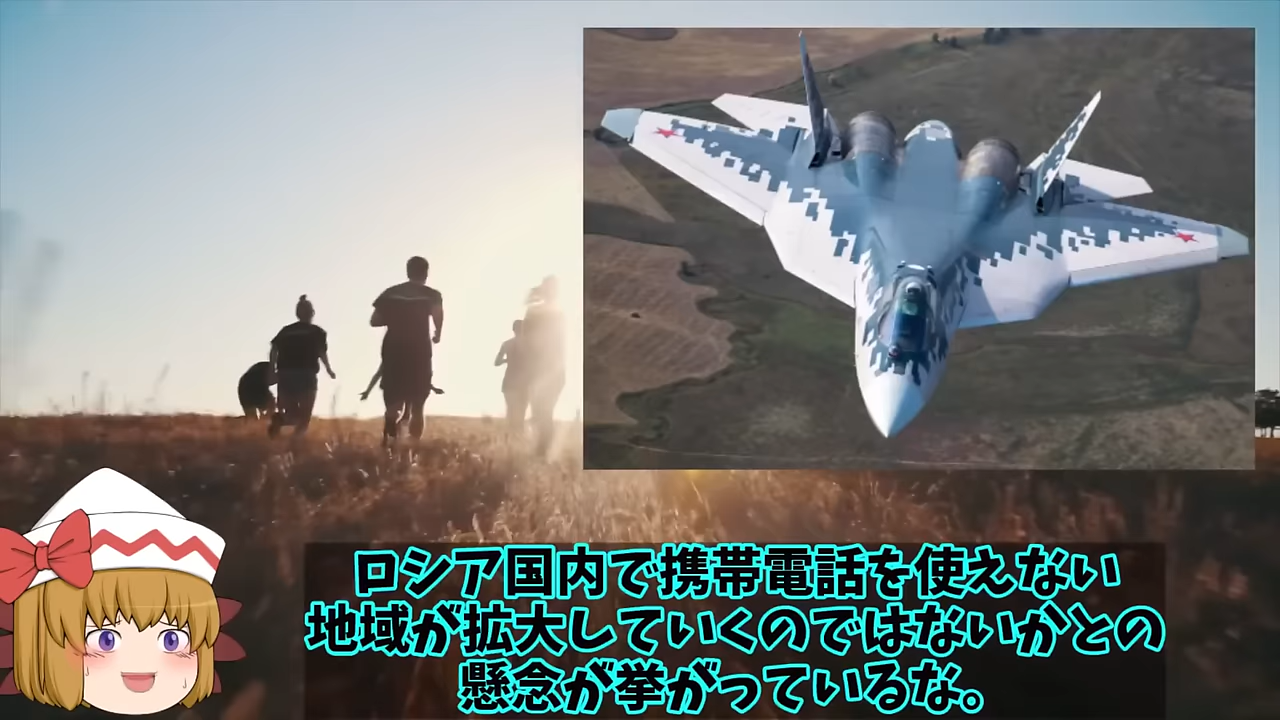 ロシア国内で携帯電話を使えない
地域が拡大していくのではないかとの
懸念が挙がっているな。